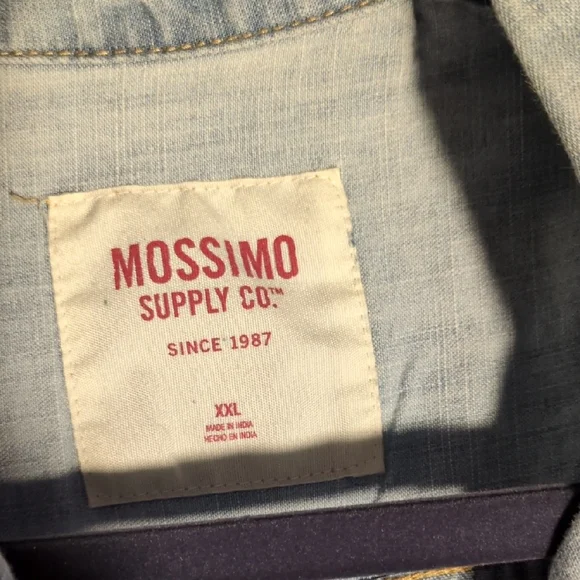 MOSSIMO
SUPPLY CO.™
SINCE 1987
XXL
MADE IN INDIA
HECHO EN INDIA